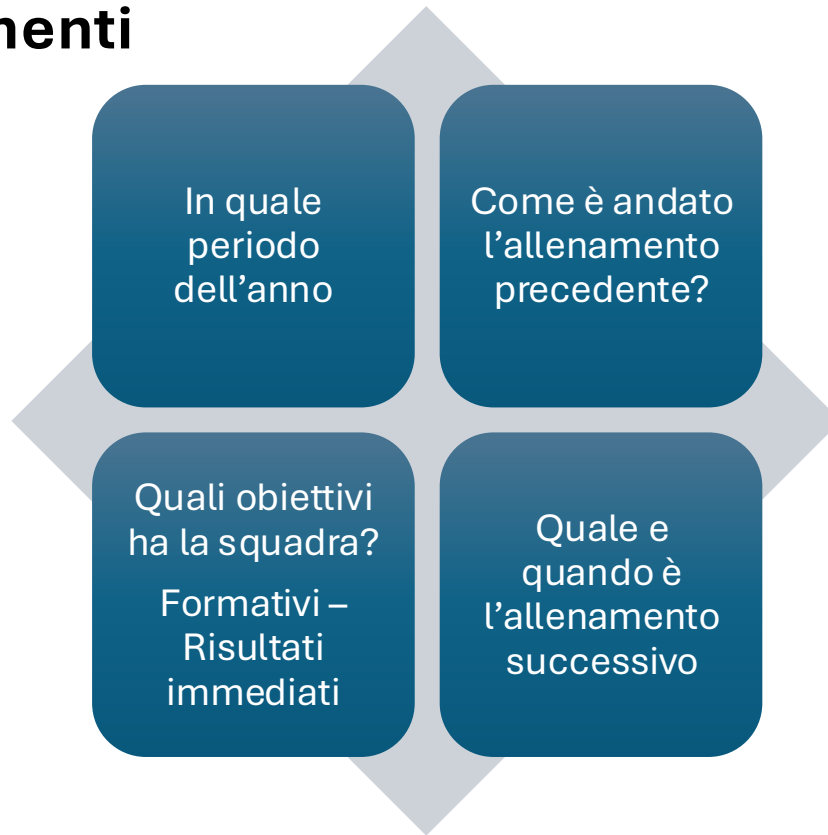 menti
In quale
periodo
dell’anno
Come è andato
l’allenamento
precedente?
Quali obiettivi
ha la squadra?
Formativi –
Risultati
immediati
Quale e
quando è
l’allenamento
successivo